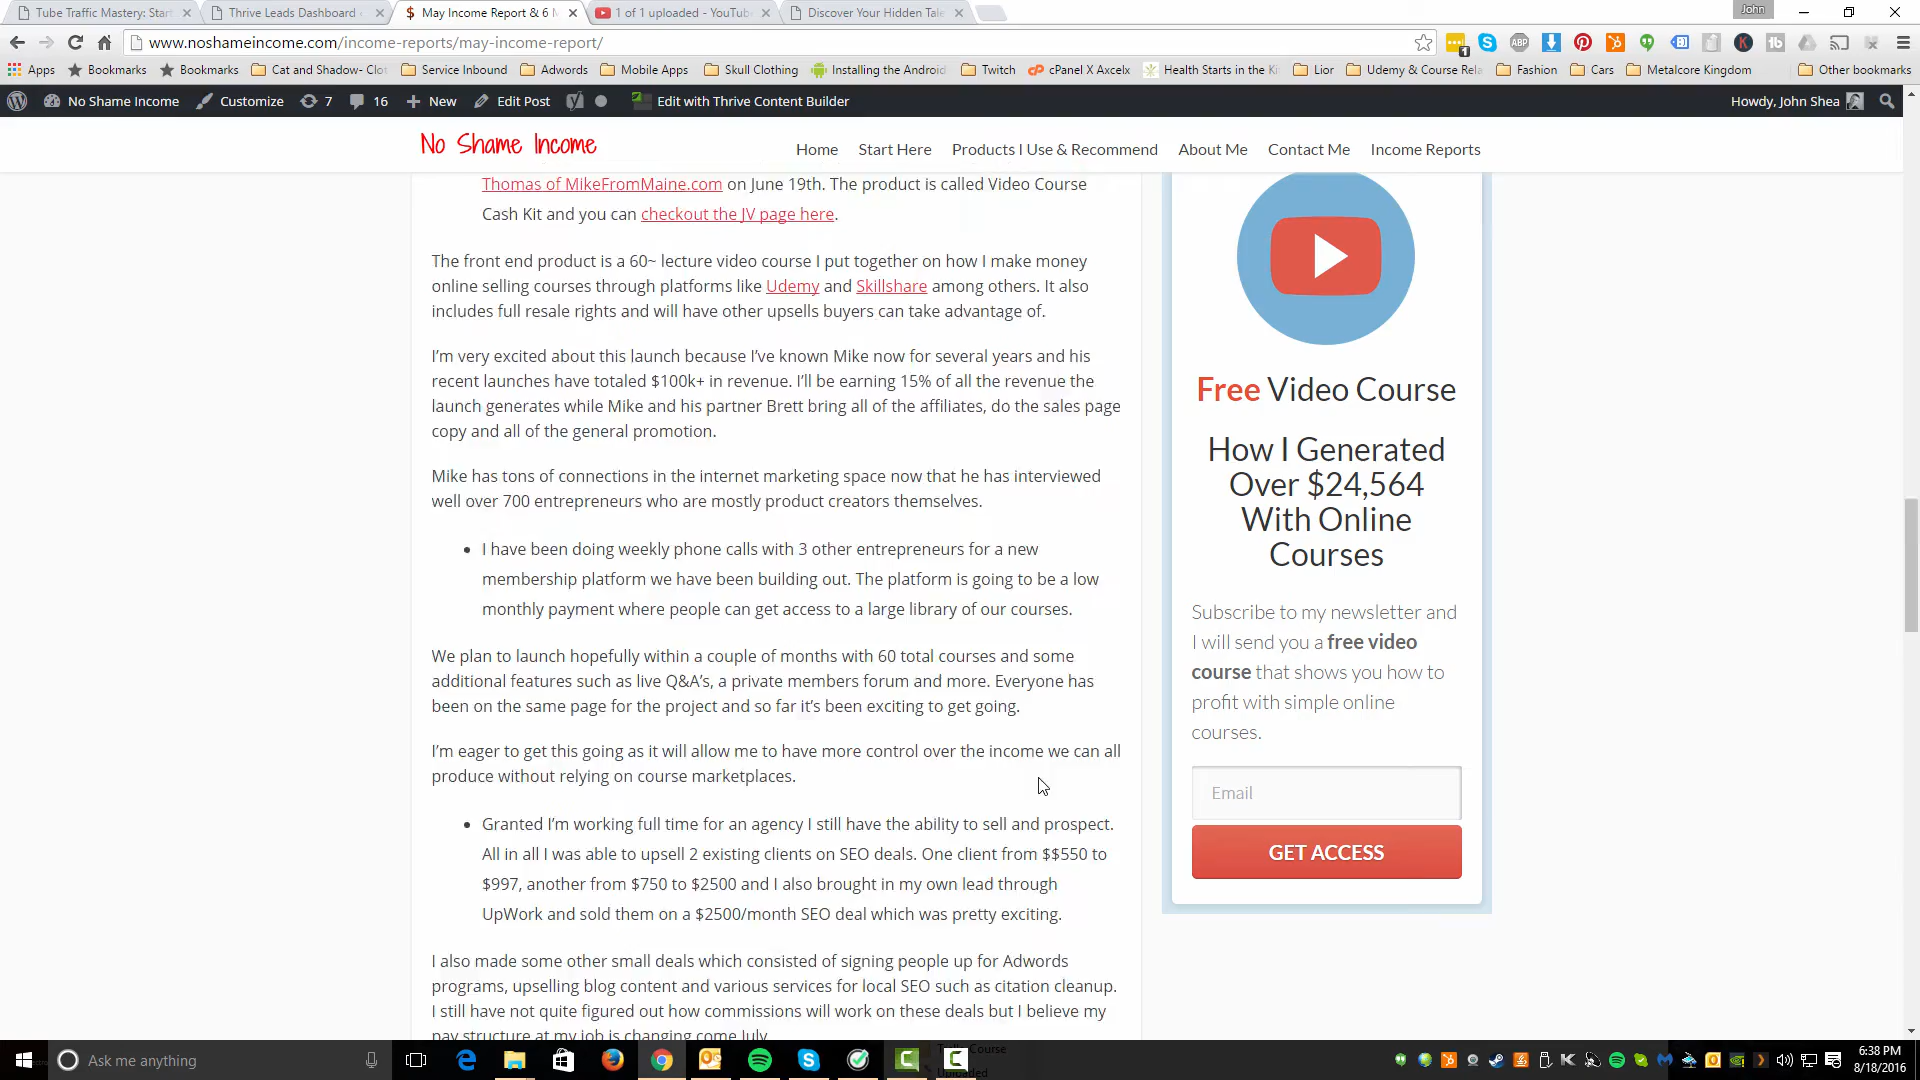 Tube Traffic Mastery: Start
Thrive Leads Dashboard
$ May Income Report & 6 M
1 of 1 uploaded - YouTube
Discover Your Hidden Tale
John
www.noshameincome.com/income-reports/may-income-report/
Apps
Bookmarks
Bookmarks
Cat and Shadow- Clot
Service Inbound
Adwords
Mobile Apps
Skull Clothing
Installing the Android
Twitch
cPanel X Axcelx
Health Starts in the Ki
Lior
Udemy & Course Rela
Fashion
Cars
Metalcore Kingdom
Other bookmarks
No Shame Income
Customize
7
16
New
Edit Post
Edit with Thrive Content Builder
Howdy, John Shea
No Shame Income
Home
Start Here
Products I Use & Recommend
About Me
Contact Me
Income Reports
Thomas of MikeFromMaine.com on June 19th. The product is called Video Course
Cash Kit and you can checkout the JV page here.
The front end product is a 60~ lecture video course I put together on how I make money
online selling courses through platforms like Udemy and Skillshare among others. It also
includes full resale rights and will have other upsells buyers can take advantage of.
I'm very excited about this launch because I've known Mike now for several years and his
recent launches have totaled $100k+ in revenue. I'll be earning 15% of all the revenue the
launch generates while Mike and his partner Brett bring all of the affiliates, do the sales page
copy and all of the general promotion.
Mike has tons of connections in the internet marketing space now that he has interviewed
well over 700 entrepreneurs who are mostly product creators themselves.
• I have been doing weekly phone calls with 3 other entrepreneurs for a new
membership platform we have been building out. The platform is going to be a low
monthly payment where people can get access to a large library of our courses.
We plan to launch hopefully within a couple of months with 60 total courses and some
additional features such as live Q&A's, a private members forum and more. Everyone has
been on the same page for the project and so far it's been exciting to get going.
I'm eager to get this going as it will allow me to have more control over the income we can all
produce without relying on course marketplaces.
• Granted I'm working full time for an agency I still have the ability to sell and prospect.
All in all I was able to upsell 2 existing clients on SEO deals. One client from $$550 to
$997, another from $750 to $2500 and I also brought in my own lead through
UpWork and sold them on a $2500/month SEO deal which was pretty exciting.
I also made some other small deals which consisted of signing people up for Adwords
programs, upselling blog content and various services for local SEO such as citation cleanup.
I still have not quite figured out how commissions will work on these deals but I believe my
pay structure at my job is changing come July.
Free Video Course
How I Generated
Over $24,564
With Online
Courses
Subscribe to my newsletter and
I will send you a free video
course that shows you how to
profit with simple online
courses.
Email
GET ACCESS
Ask me anything
Course
Uploaded
6:38 PM
8/18/2016